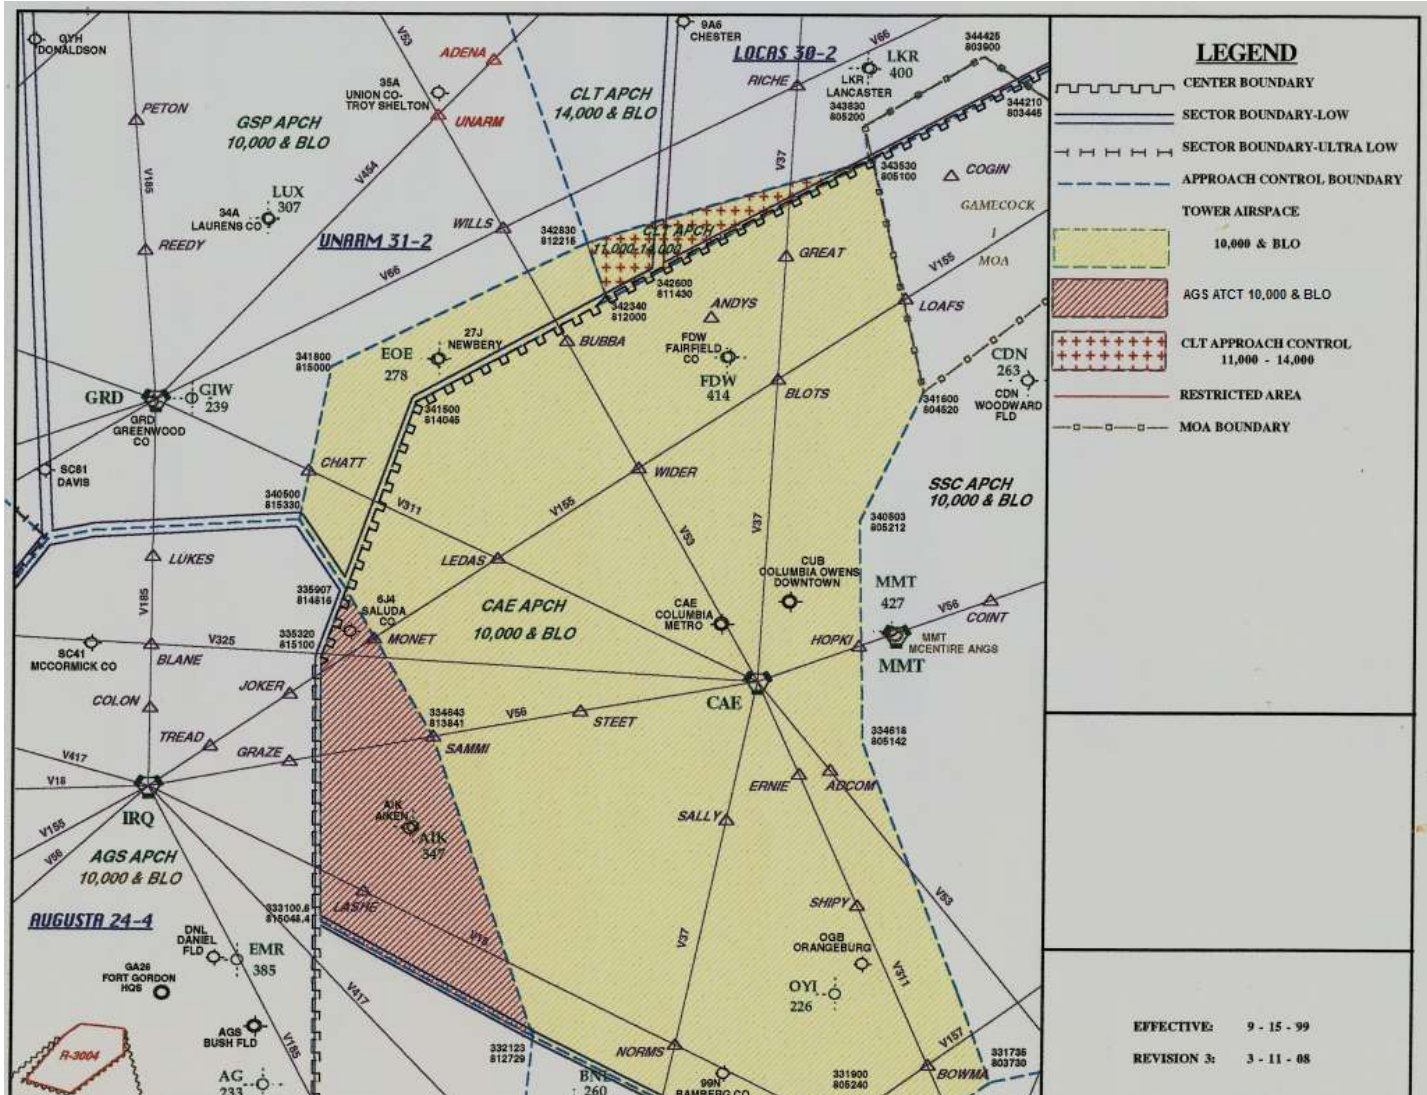 GYH
DONALDSON
V53
ADENA
9A6
CHESTER
LOCAS 30-2
V66
LKR
400
LKR
LANCASTER
344425
803900
RICHE
343830
805200
344210
803445
35A
UNION CO-
TROY SHELTON
UNARM
CLT APCH
14,000 & BLO
PETON
GSP APCH
10,000 & BLO
V185
V454
V37
343530
805100
COGIN
GAMECOCK
I
MOA
LUX
307
34A
LAURENS CO
REEDY
UNARM 31-2
WILLS
342830
812215
CLT APCH
11,000-14,000
GREAT
V66
V155
342600
811430
342340
812000
ANDYS
LOAFS
27J
NEWBERY
EOE
278
BUBBA
FDW
FAIRFIELD
CO
FDW
414
341800
815000
CDN
263
CDN
WOODWARD
FLD
BLOTS
341600
804520
GRD
GIW
239
GRD
GREENWOOD
CO
341500
814045
SC81
DAVIS
CHATT
WIDER
SSC APCH
10,000 & BLO
340500
815330
V311
V155
V53
V37
340503
805212
LUKES
LEDAS
CUB
COLUMBIA OWENS
DOWNTOWN
335907
814816
6J4
SALUDA
CO
CAE APCH
10,000 & BLO
CAE
COLUMBIA
METRO
MMT
427
V56
COINT
V185
V325
335320
815100
MONET
HOPKI
MMT
MCENTIRE ANGS
MMT
SC41
MCCORMICK CO
BLANE
JOKER
CAE
COLON
334643
813841
V56
STEET
TREAD
GRAZE
SAMMI
334618
805142
V417
V18
ERNIE
ADCOM
IRQ
AIK
AIKEN
AIK
347
SALLY
V155
V56
AGS APCH
10,000 & BLO
333100.6
815045.4
LASHE
SHIPY
V53
AUGUSTA 24-4
V18
V37
DNL
DANIEL
FLD
EMR
385
OGB
ORANGEBURG
V311
GA26
FORT GORDON
HQS
V417
OYI
226
AGS
BUSH FLD
V185
R-3004
332123
812729
NORMS
V157
331735
803730
AG
233
BNL
260
99N
BAMBERG CO
331900
805240
BOWMA
LEGEND
CENTER BOUNDARY
SECTOR BOUNDARY-LOW
SECTOR BOUNDARY-ULTRA LOW
APPROACH CONTROL BOUNDARY
TOWER AIRSPACE
10,000 & BLO
AGS ATCT 10,000 & BLO
CLT APPROACH CONTROL
11,000 - 14,000
RESTRICTED AREA
MOA BOUNDARY
EFFECTIVE: 9 - 15 - 99
REVISION 3: 3 - 11 - 08